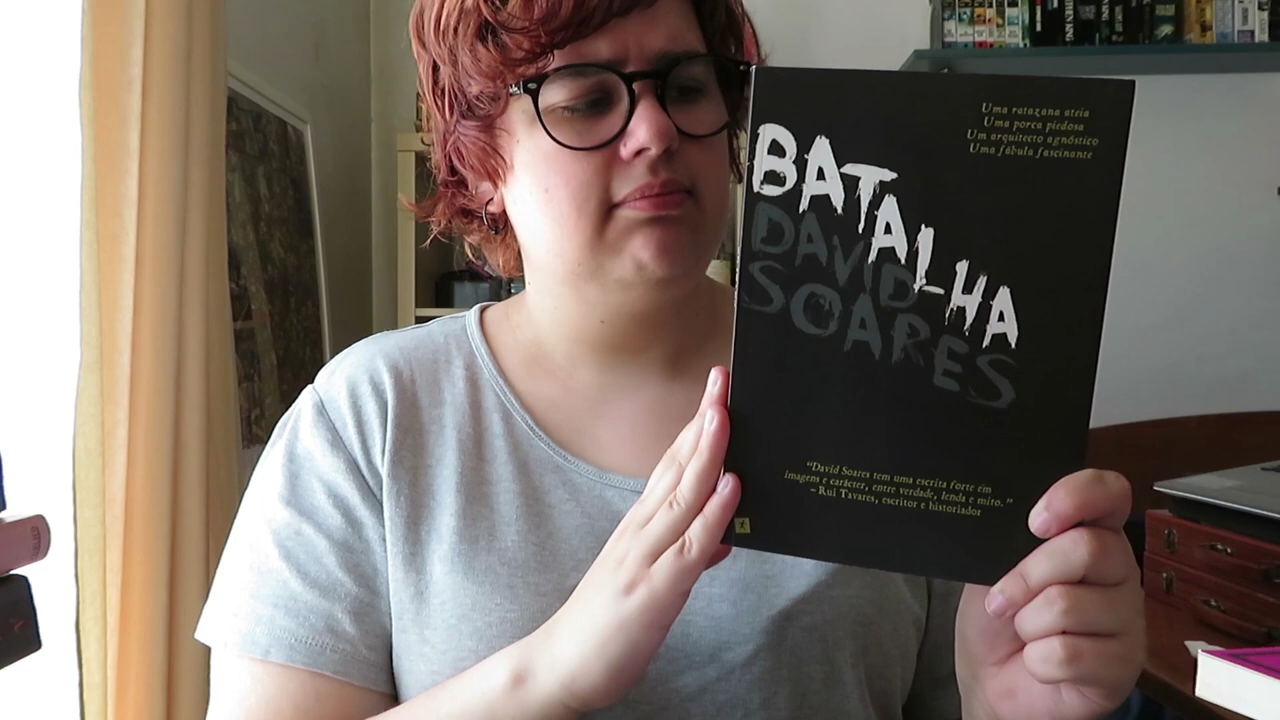 Uma ratazana ateia
Uma porca piedosa
Um arquitecto agnóstico
Uma fábula fascinante
BATALHA
DAVID
SOARES
“David Soares tem uma escrita forte em
imagens e carácter, entre verdade, lenda e mito.”
– Rui Tavares, escritor e historiador